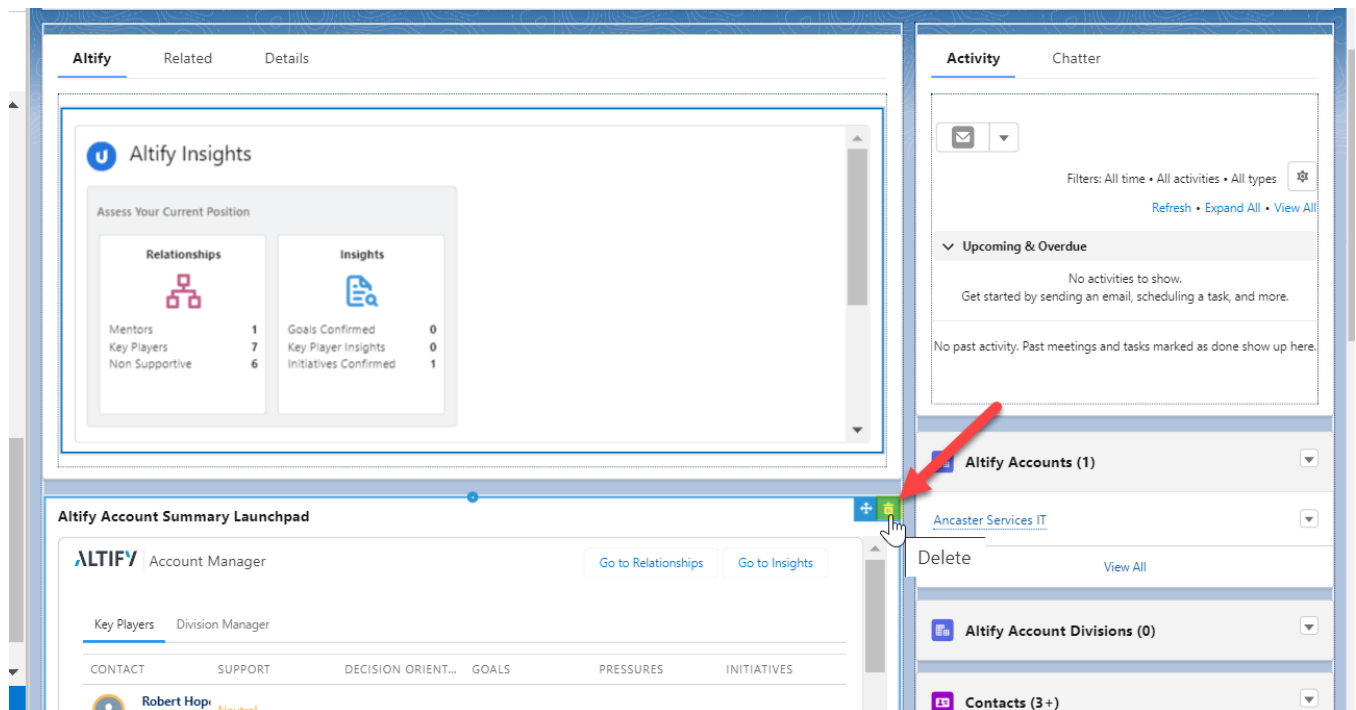 Altify Related Details
Altify Insights
Assess Your Current Position
Relationships
Mentors 1
Key Players 7
Non Supportive 6
Insights
Goals Confirmed 0
Key Player Insights 0
Initiatives Confirmed 1
Altify Account Summary Launchpad
ALTIFY Account Manager
Go to Relationships Go to Insights
Key Players Division Manager
CONTACT SUPPORT DECISION ORIENT... GOALS PRESSURES INITIATIVES
Robert Hope
Neutral
Activity Chatter
Filters: All time • All activities • All types
Refresh • Expand All • View All
Upcoming & Overdue
No activities to show.
Get started by sending an email, scheduling a task, and more.
No past activity. Past meetings and tasks marked as done show up here.
Altify Accounts (1)
Ancaster Services IT
Delete
View All
Altify Account Divisions (0)
Contacts (3+)